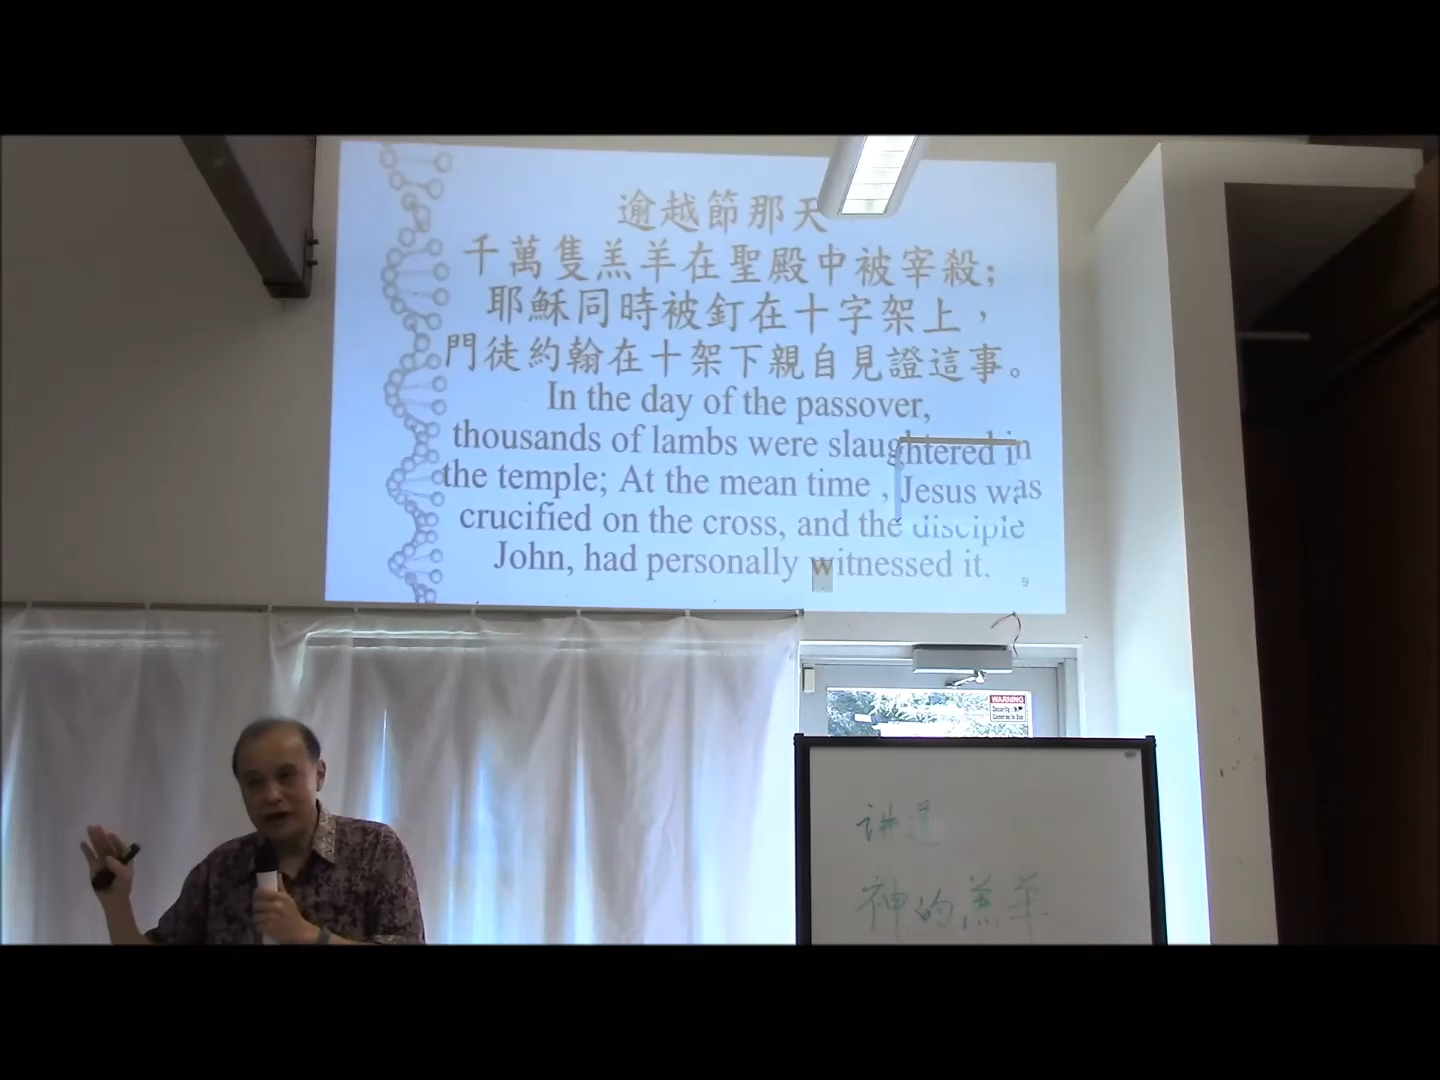 逾越節那天
千萬隻羔羊在聖殿中被宰殺；
耶穌同時被釘在十字架上，
門徒約翰在十架下親自見證這事。
In the day of the passover,
thousands of lambs were slaughtered in
the temple; At the mean time , Jesus was
crucified on the cross, and the disciple
John, had personally witnessed it.
9
WARNING
Security
Cameras In Use
讲道
神的羔羊